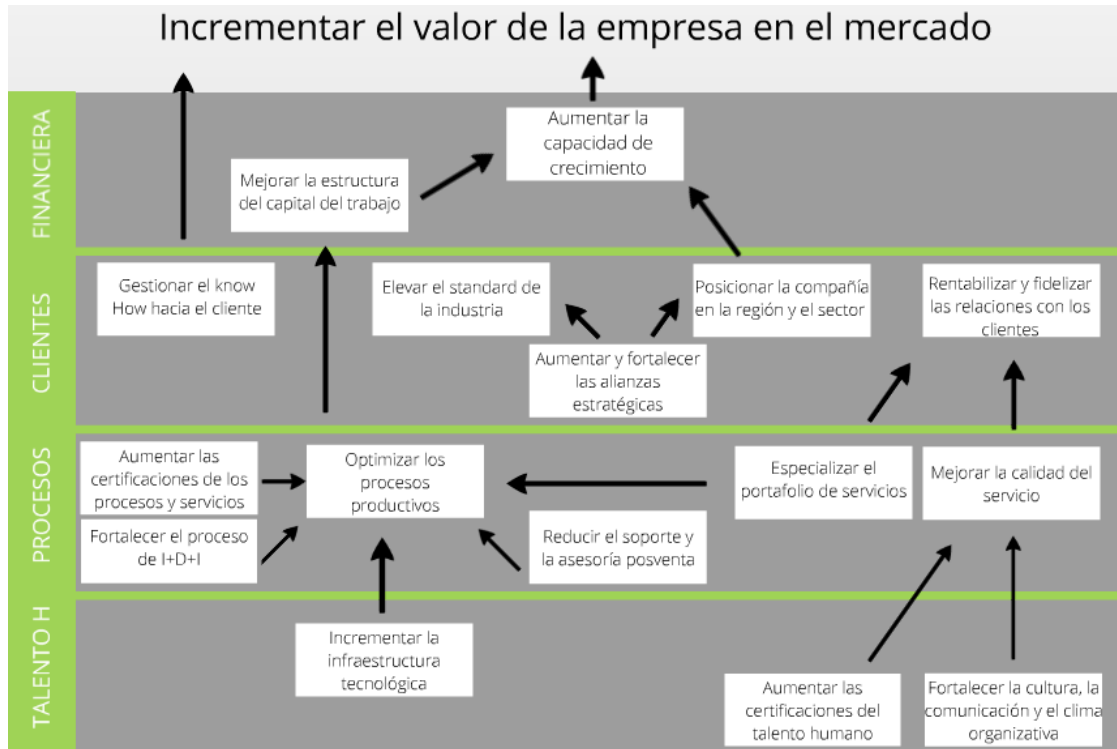 Incrementar el valor de la empresa en el mercado
FINANCIERA
Aumentar la
capacidad de
crecimiento
Mejorar la estructura
del capital del trabajo
CLIENTES
Gestionar el know
How hacia el cliente
Elevar el standard de
la industria
Posicionar la compañía
en la región y el sector
Rentabilizar y fidelizar
las relaciones con los
clientes
Aumentar y fortalecer
las alianzas
estratégicas
PROCESOS
Aumentar las
certificaciones de los
procesos y servicios
Optimizar los
procesos
productivos
Especializar el
portafolio de servicios
Mejorar la calidad del
servicio
Fortalecer el proceso
de I+D+I
Reducir el soporte y
la asesoría posventa
TALENTO H
Incrementar la
infraestructura
tecnológica
Aumentar las
certificaciones del
talento humano
Fortalecer la cultura, la
comunicación y el clima
organizativa